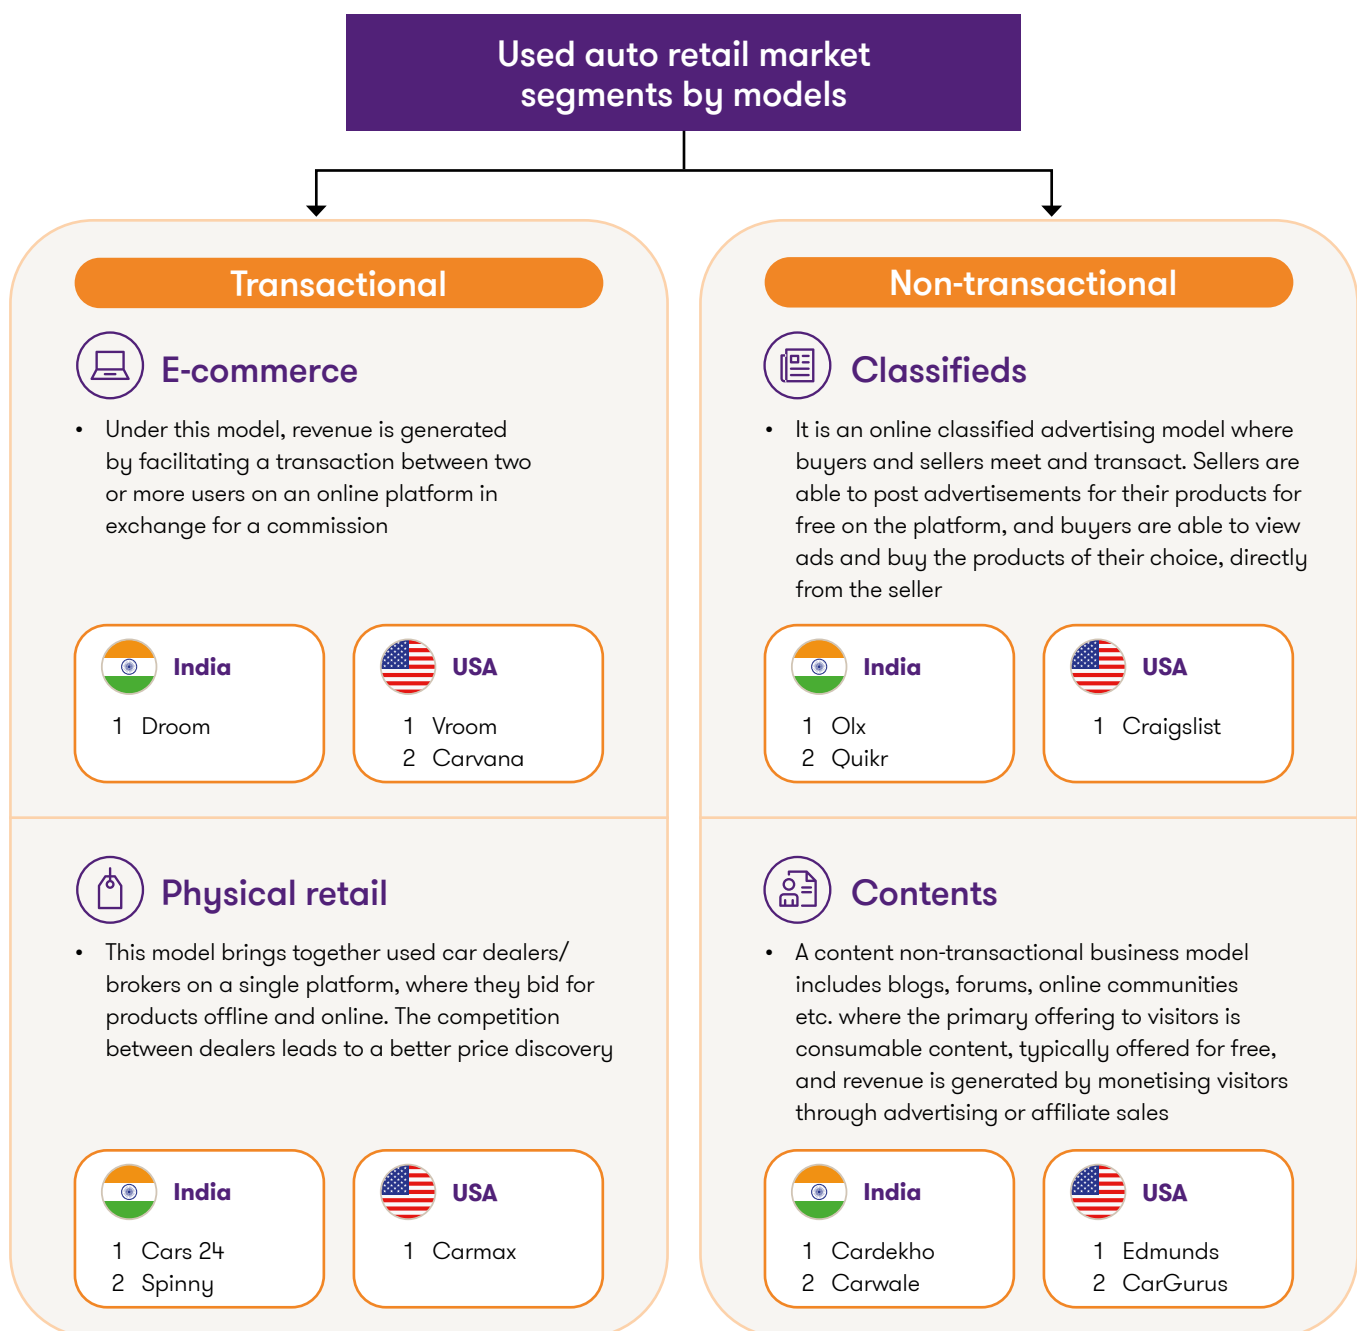 Used auto retail market
segments by models
Transactional
E-commerce
• Under this model, revenue is generated
by facilitating a transaction between two
or more users on an online platform in
exchange for a commission
India
1 Droom
USA
1 Vroom
2 Carvana
Physical retail
• This model brings together used car dealers/
brokers on a single platform, where they bid for
products offline and online. The competition
between dealers leads to a better price discovery
India
1 Cars 24
2 Spinny
USA
1 Carmax
Non-transactional
Classifieds
• It is an online classified advertising model where
buyers and sellers meet and transact. Sellers are
able to post advertisements for their products for
free on the platform, and buyers are able to view
ads and buy the products of their choice, directly
from the seller
India
1 Olx
2 Quikr
USA
1 Craigslist
Contents
• A content non-transactional business model
includes blogs, forums, online communities
etc. where the primary offering to visitors is
consumable content, typically offered for free,
and revenue is generated by monetising visitors
through advertising or affiliate sales
India
1 Cardekho
2 Carwale
USA
1 Edmunds
2 CarGurus